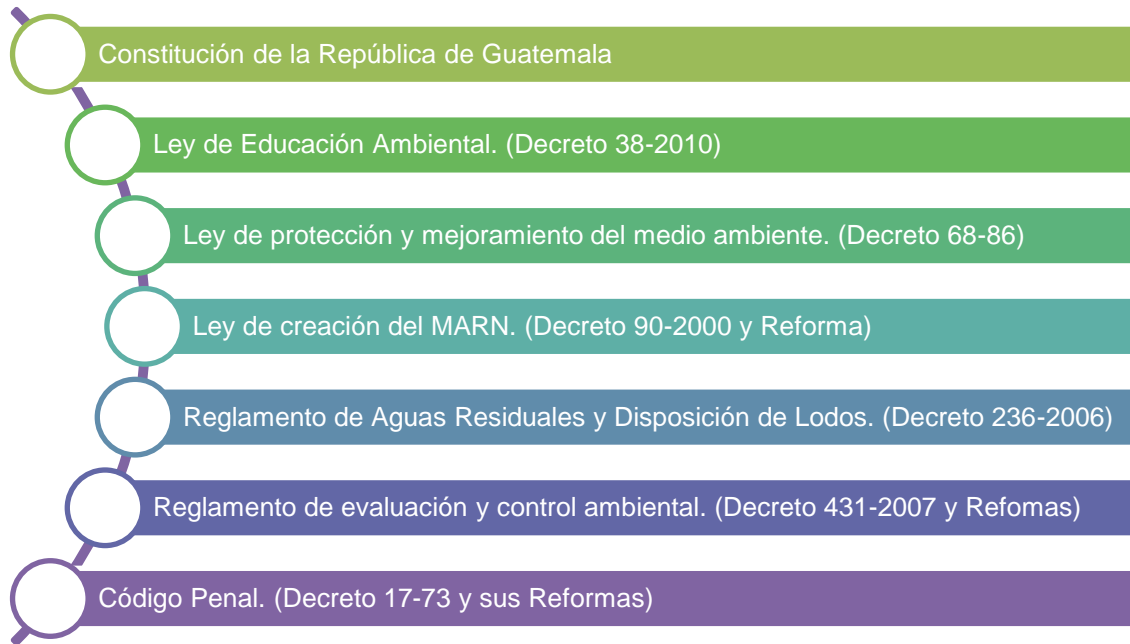 Constitución de la República de Guatemala
Ley de Educación Ambiental. (Decreto 38-2010)
Ley de protección y mejoramiento del medio ambiente. (Decreto 68-86)
Ley de creación del MARN. (Decreto 90-2000 y Reforma)
Reglamento de Aguas Residuales y Disposición de Lodos. (Decreto 236-2006)
Reglamento de evaluación y control ambiental. (Decreto 431-2007 y Refomas)
Código Penal. (Decreto 17-73 y sus Reformas)